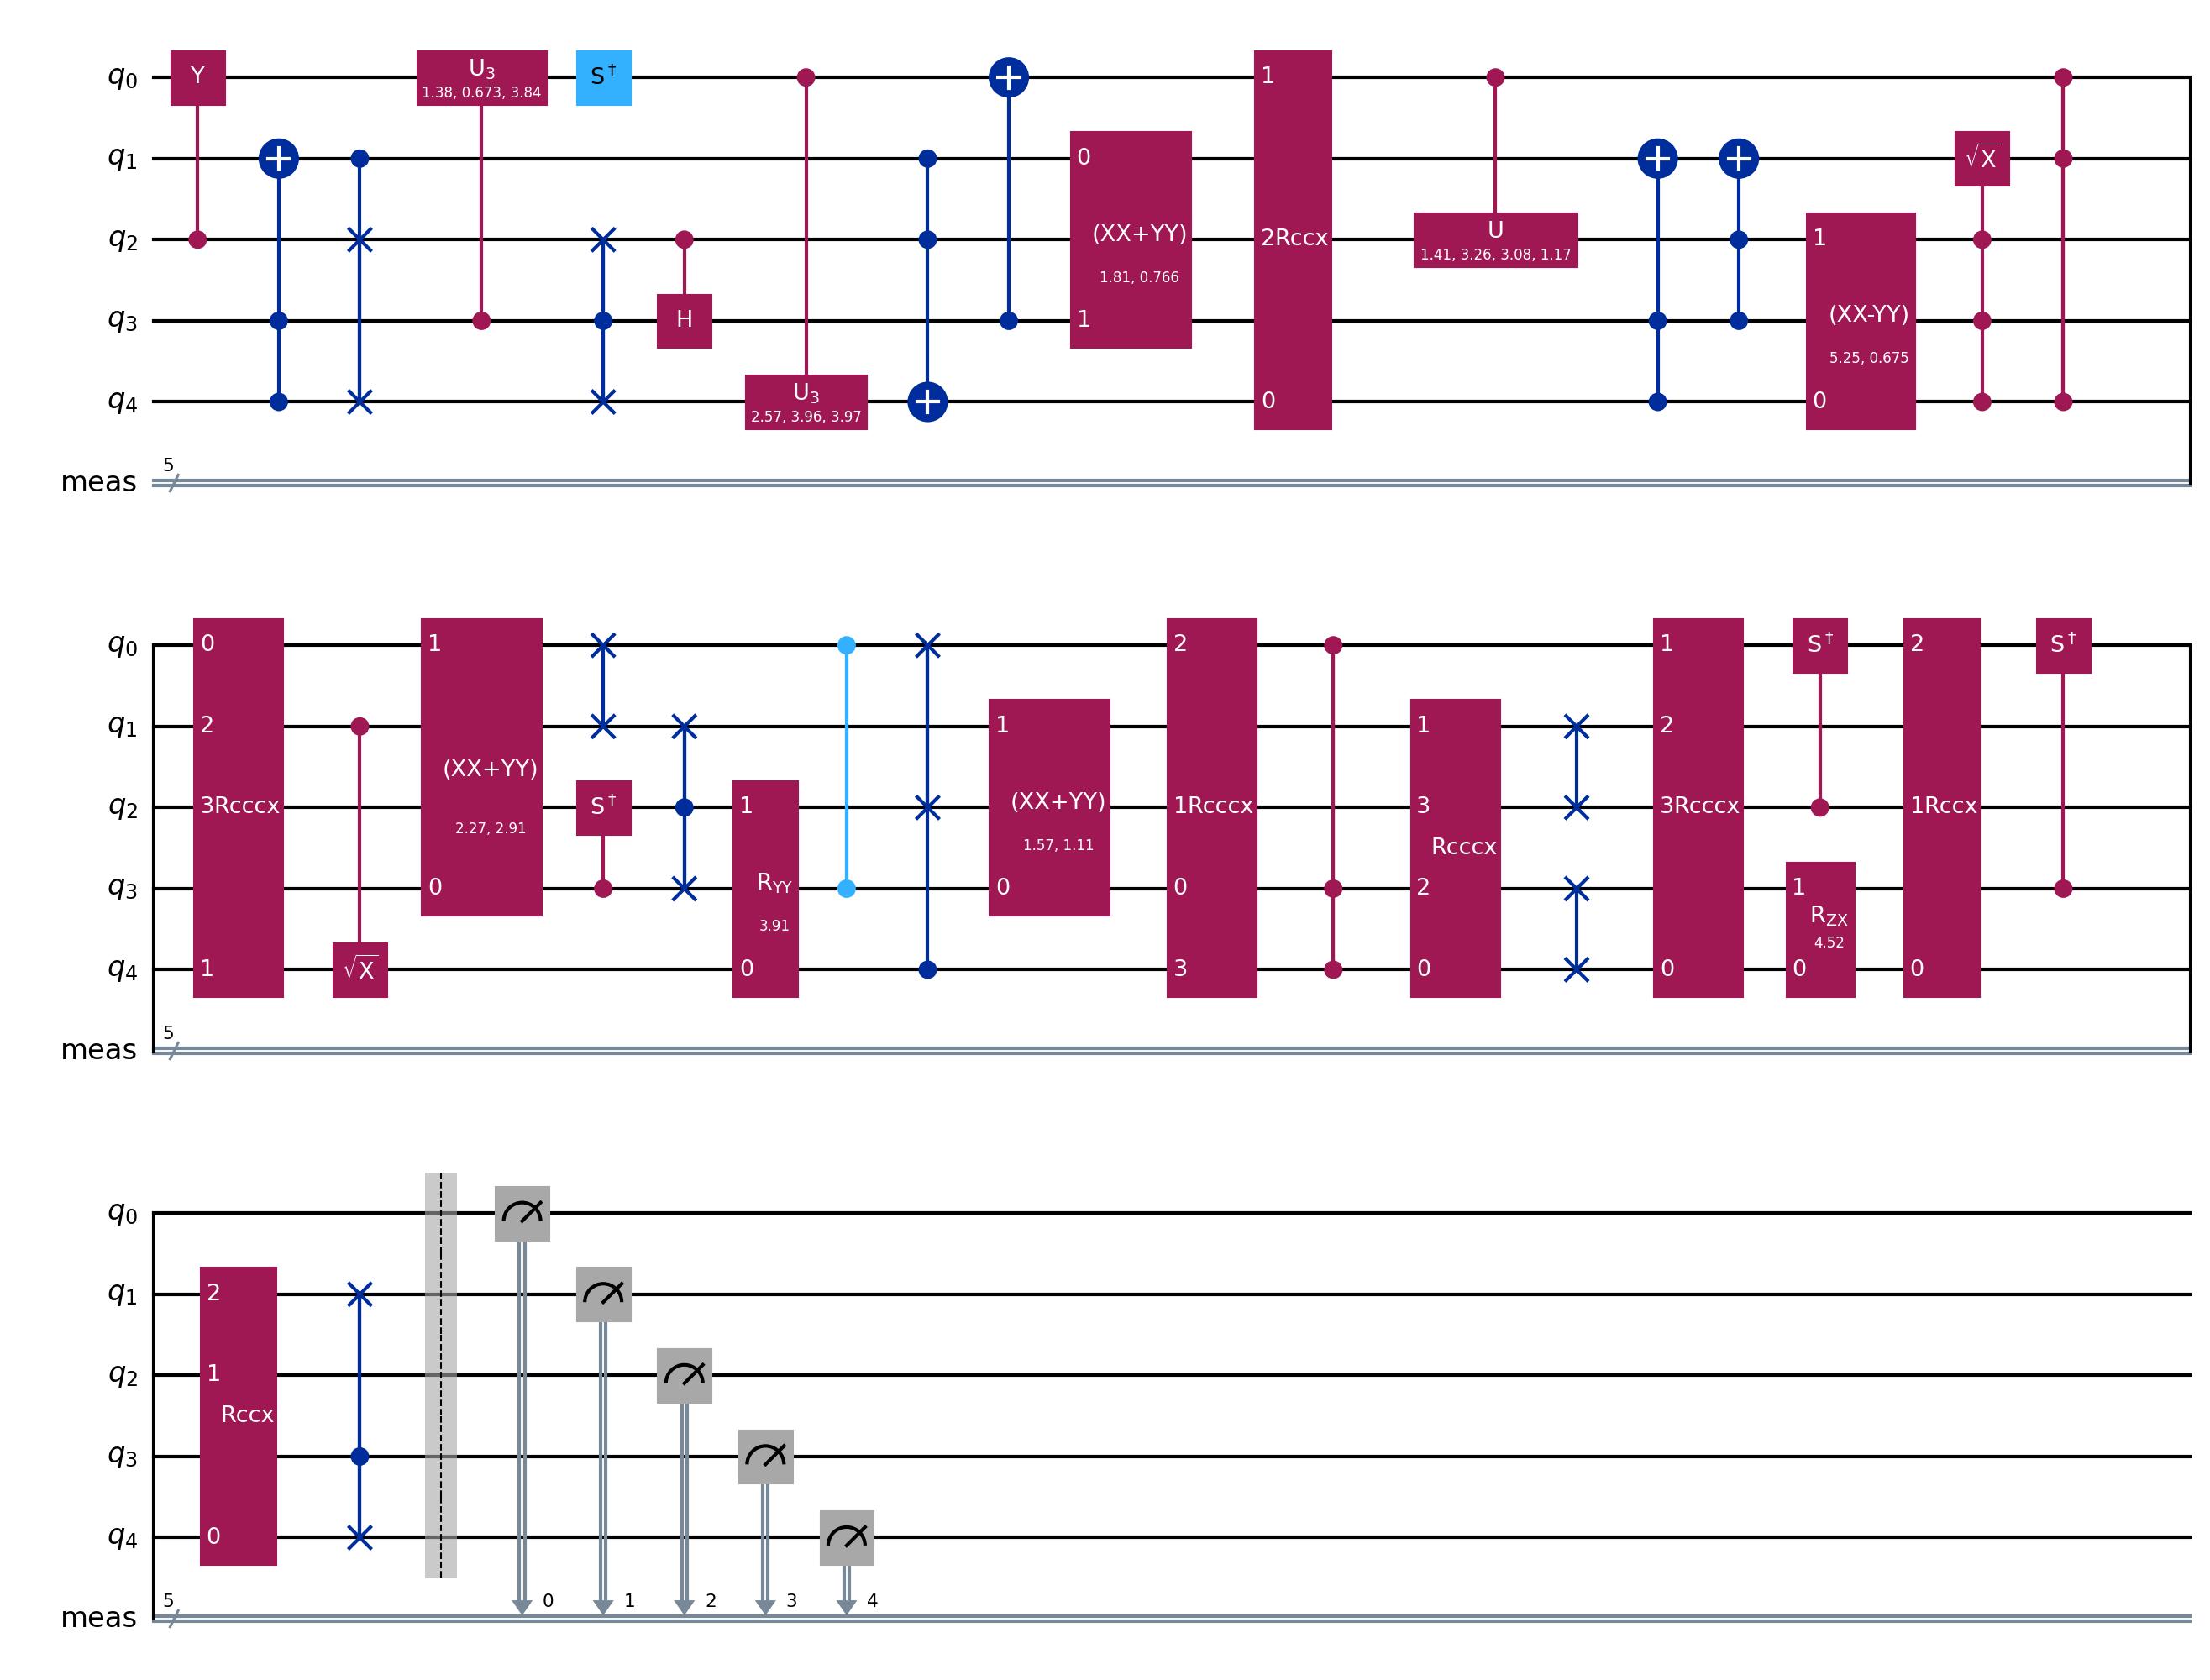 q0 Y U3 S† 1
1.38, 0.673, 3.84
q1 0 √X
q2 (XX+YY) 2Rccx U 1
1.81, 0.766 1.41, 3.26, 3.08, 1.17
q3 H 1 (XX-YY)
5.25, 0.675
q4 U3 0 0
2.57, 3.96, 3.97
5
meas
q0 0 1 2 1 S† 2 S†
q1 2 1 1 2
(XX+YY)
q2 3Rcccx S† 1 (XX+YY) 1Rcccx 3 3Rcccx 1Rccx
2.27, 2.91 1.57, 1.11 Rcccx
q3 0 RYY 0 0 2 1
3.91 RZX
4.52
q4 1 √X 0 3 0 0 0 0
5
meas
q0
q1 2
q2 1
Rccx
q3
q4 0
5 0 1 2 3 4
meas